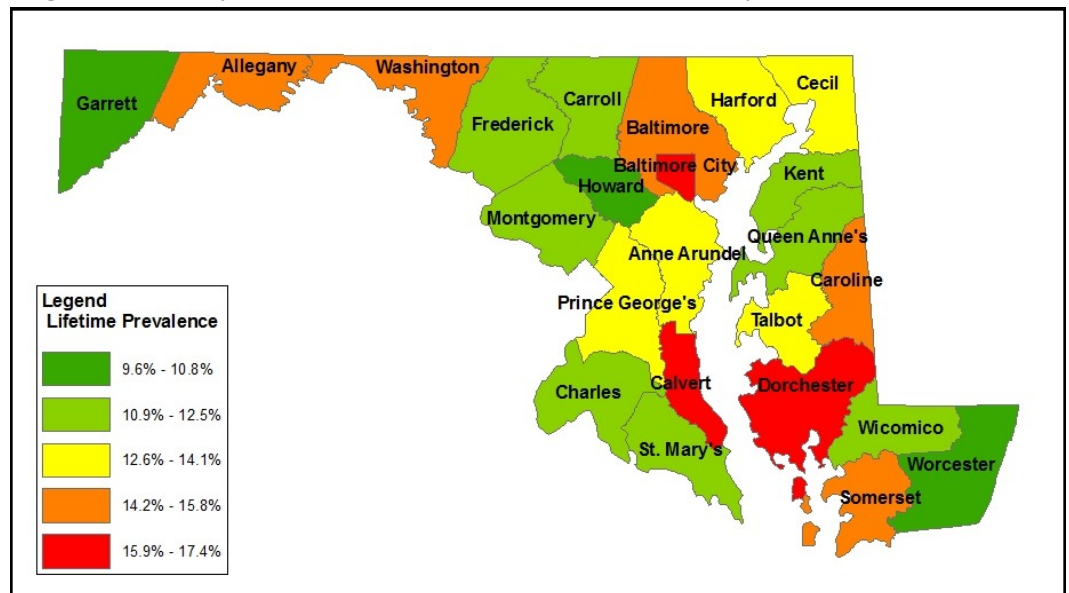 Allegany
Washington
Cecil
Garrett
Carroll
Harford
Frederick
Baltimore
Baltimore City
Kent
Howard
Montgomery
Queen Anne's
Anne Arundel
Caroline
Prince George's
Talbot
Calvert
Dorchester
Charles
Wicomico
St. Mary's
Worcester
Somerset
Legend
Lifetime Prevalence
9.6% - 10.8%
10.9% - 12.5%
12.6% - 14.1%
14.2% - 15.8%
15.9% - 17.4%